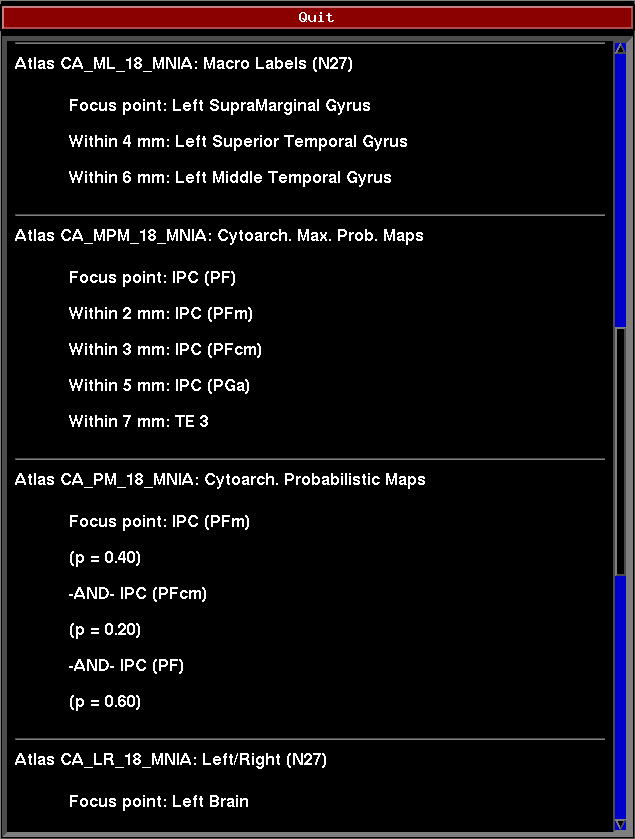 Quit
Atlas CA_ML_18_MNIA: Macro Labels (N27)
Focus point: Left SupraMarginal Gyrus
Within 4 mm: Left Superior Temporal Gyrus
Within 6 mm: Left Middle Temporal Gyrus
Atlas CA_MPM_18_MNIA: Cytoarch. Max. Prob. Maps
Focus point: IPC (PF)
Within 2 mm: IPC (PFm)
Within 3 mm: IPC (PFcm)
Within 5 mm: IPC (PGa)
Within 7 mm: TE 3
Atlas CA_PM_18_MNIA: Cytoarch. Probabilistic Maps
Focus point: IPC (PFm)
(p = 0.40)
-AND- IPC (PFcm)
(p = 0.20)
-AND- IPC (PF)
(p = 0.60)
Atlas CA_LR_18_MNIA: Left/Right (N27)
Focus point: Left Brain